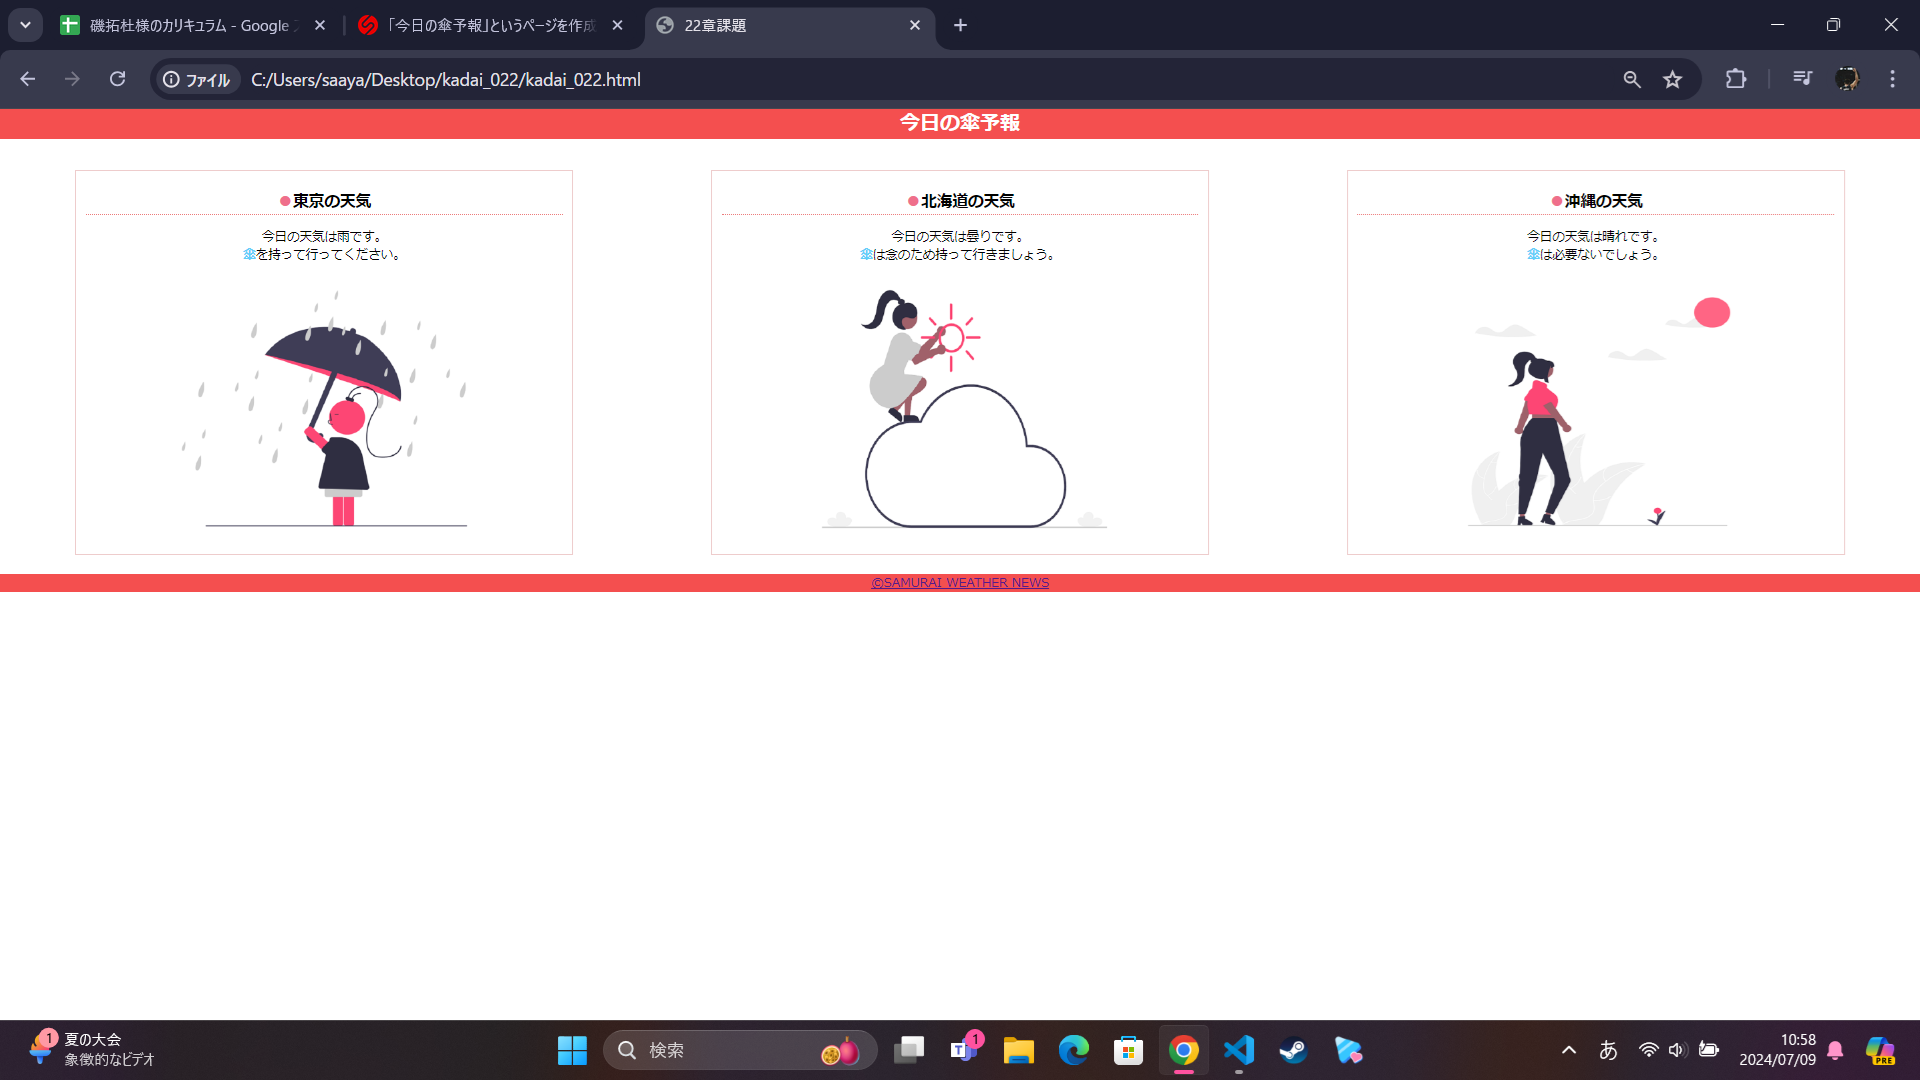 磯拓杜様のカリキュラム - Google ス
「今日の傘予報」というページを作成
22章課題
ファイル
C:/Users/saaya/Desktop/kadai_022/kadai_022.html
今日の傘予報
東京の天気
今日の天気は雨です。
傘を持って行ってください。
北海道の天気
今日の天気は曇りです。
傘は念のため持って行きましょう。
沖縄の天気
今日の天気は晴れです。
傘は必要ないでしょう。
©SAMURAI WEATHER NEWS
1
夏の大会
象徴的なビデオ
検索
T
1
あ
10:58
2024/07/09
PRE